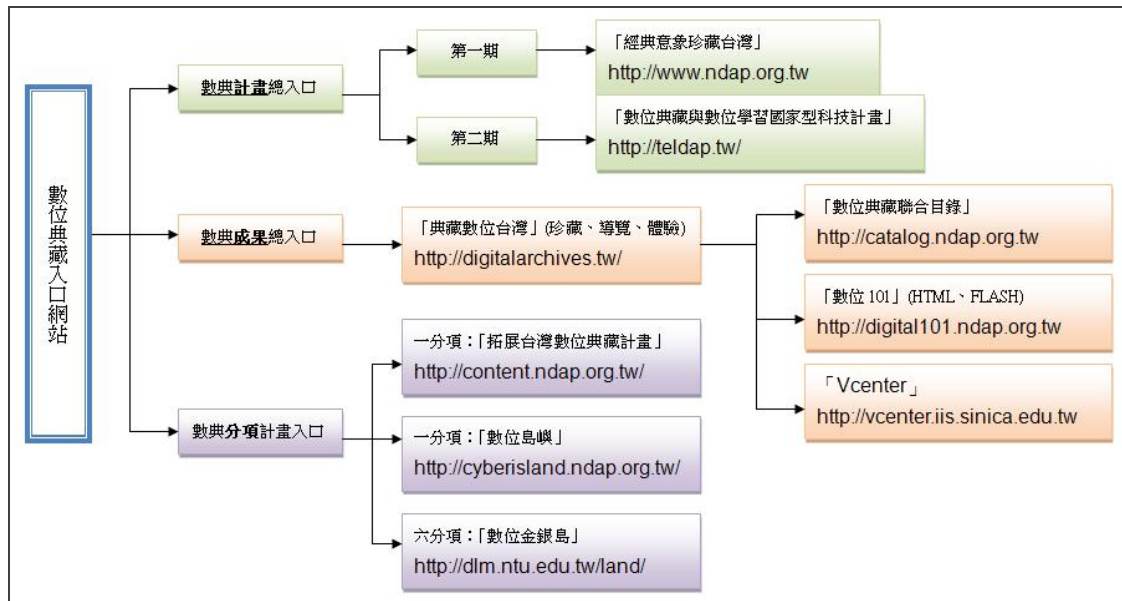 數位典藏入口網站
數典計畫總入口
第一期
「經典意象珍藏台灣」
http://www.ndap.org.tw
第二期
「數位典藏與數位學習國家型科技計畫」
http://teldap.tw/
數典成果總入口
「典藏數位台灣」(珍藏、導覽、體驗)
http://digitalarchives.tw/
「數位典藏聯合目錄」
http://catalog.ndap.org.tw
「數位 101」(HTML、FLASH)
http://digital101.ndap.org.tw
「Vcenter」
http://vcenter.iis.sinica.edu.tw
數典分項計畫入口
一分項：「拓展台灣數位典藏計畫」
http://content.ndap.org.tw/
一分項：「數位島嶼」
http://cyberisland.ndap.org.tw/
六分項：「數位金銀島」
http://dlm.ntu.edu.tw/land/